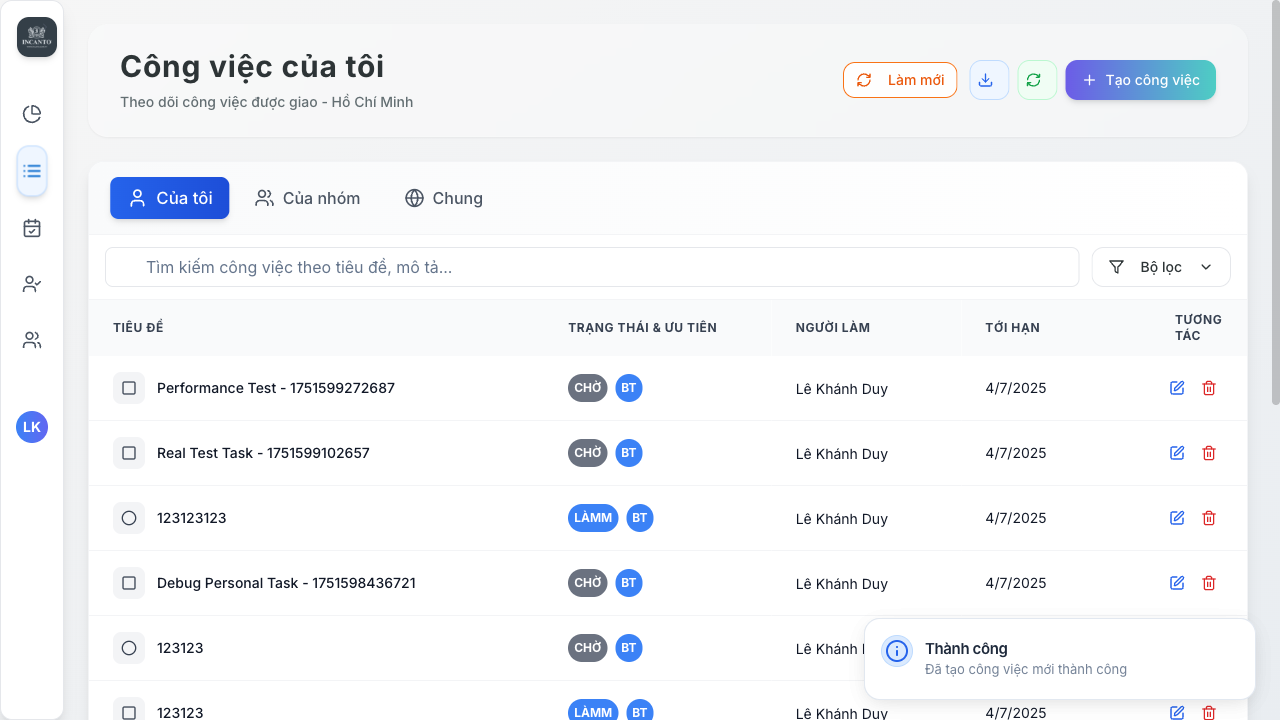 INCANTO
Công việc của tôi
Theo dõi công việc được giao - Hồ Chí Minh
Làm mới
Tạo công việc
Của tôi
Của nhóm
Chung
Tìm kiếm công việc theo tiêu đề, mô tả...
Bộ lọc
TIÊU ĐỀ
TRẠNG THÁI & ƯU TIÊN
NGƯỜI LÀM
TỚI HẠN
TƯƠNG
TÁC
Performance Test - 1751599272687
CHỜ
BT
Lê Khánh Duy
4/7/2025
Real Test Task - 1751599102657
CHỜ
BT
Lê Khánh Duy
4/7/2025
123123123
LÀMM
BT
Lê Khánh Duy
4/7/2025
Debug Personal Task - 1751598436721
CHỜ
BT
Lê Khánh Duy
4/7/2025
LK
123123
CHỜ
BT
Lê Khánh
123123
LÀMM
BT
Lê Khánh Duy
4/7/2025
Thành công
Đã tạo công việc mới thành công